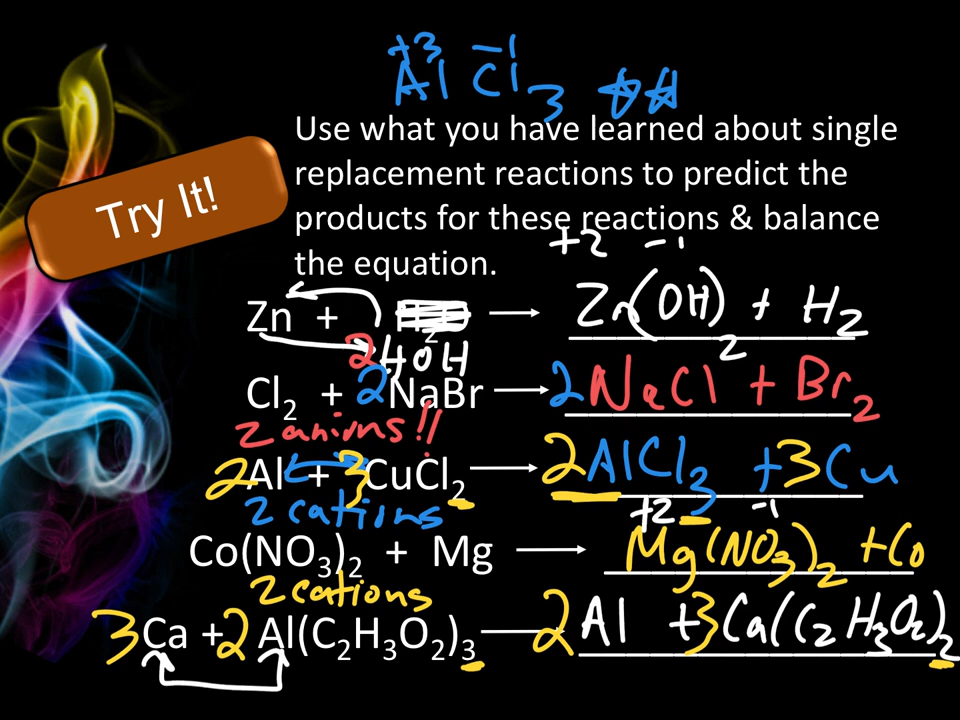 +3 -1
Al Cl3
Use what you have learned about single
replacement reactions to predict the
products for these reactions & balance
the equation.
Try It!
+2 -1
Zn + 2 HOH → Zn(OH)2 + H2
Cl2 + 2NaBr → 2NaCl + Br2
2 anions!!
2Al + 3CuCl2 → 2AlCl3 + 3Cu
2 cations
+2 -1
Co(NO3)2 + Mg → Mg(NO3)2 + Co
2 cations
3Ca + 2Al(C2H3O2)3 → 2Al + 3Ca(C2H3O2)2